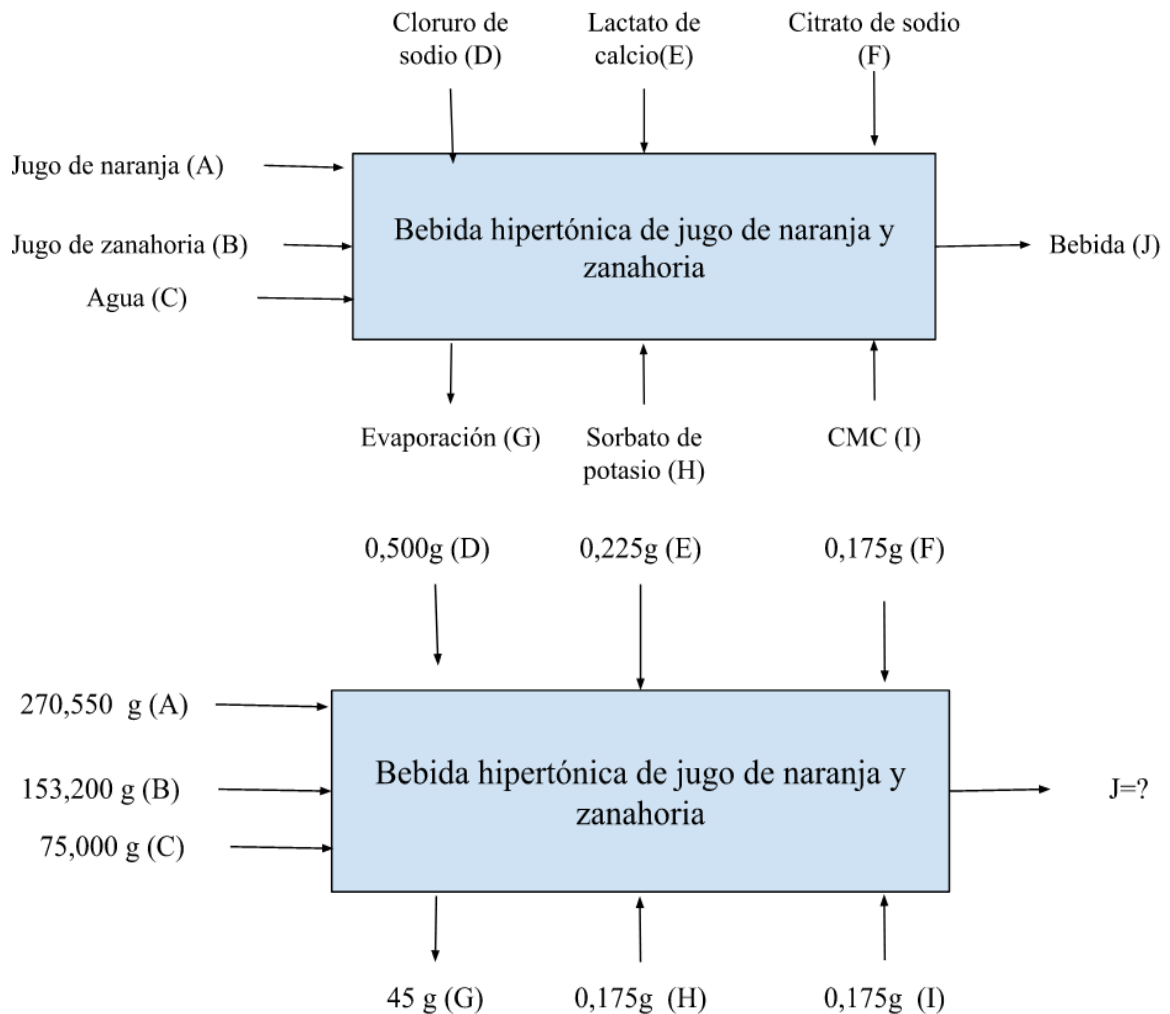 Cloruro de
sodio (D)
Lactato de
calcio(E)
Citrato de sodio
(F)
Jugo de naranja (A)
Jugo de zanahoria (B)
Agua (C)
Bebida hipertónica de jugo de naranja y
zanahoria
Bebida (J)
Evaporación (G)
Sorbato de
potasio (H)
CMC (I)
0,500g (D)
0,225g (E)
0,175g (F)
270,550 g (A)
153,200 g (B)
75,000 g (C)
Bebida hipertónica de jugo de naranja y
zanahoria
J=?
45 g (G)
0,175g (H)
0,175g (I)